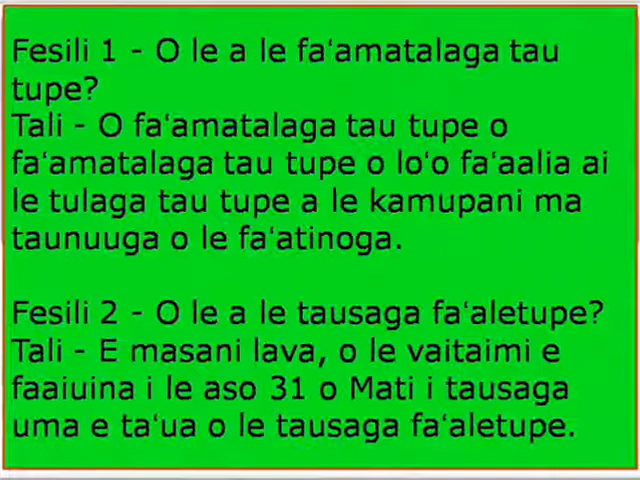 Fesili 1 - O le a le faʻamatalaga tau
tupe?
Tali - O faʻamatalaga tau tupe o
faʻamatalaga tau tupe o loʻo faʻaalia ai
le tulaga tau tupe a le kamupani ma
taunuuga o le faʻatinoga.
Fesili 2 - O le a le tausaga faʻaletupe?
Tali - E masani lava, o le vaitaimi e
faaiuina i le aso 31 o Mati i tausaga
uma e taʻua o le tausaga faʻaletupe.